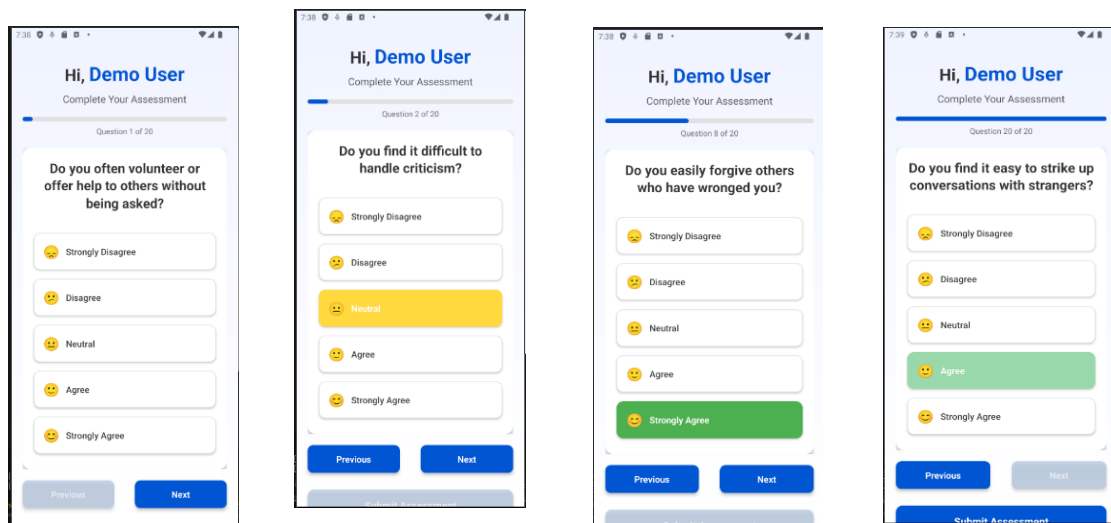 7:38
Hi, Demo User
Complete Your Assessment
Question 1 of 20
Do you often volunteer or
offer help to others without
being asked?
Strongly Disagree
Disagree
Neutral
Agree
Strongly Agree
Previous
Next
7:38
Hi, Demo User
Complete Your Assessment
Question 2 of 20
Do you find it difficult to
handle criticism?
Strongly Disagree
Disagree
Neutral
Agree
Strongly Agree
Previous
Next
Submit Assessment
7:38
Hi, Demo User
Complete Your Assessment
Question 8 of 20
Do you easily forgive others
who have wronged you?
Strongly Disagree
Disagree
Neutral
Agree
Strongly Agree
Previous
Next
7:39
Hi, Demo User
Complete Your Assessment
Question 20 of 20
Do you find it easy to strike up
conversations with strangers?
Strongly Disagree
Disagree
Neutral
Agree
Strongly Agree
Previous
Next
Submit Assessment